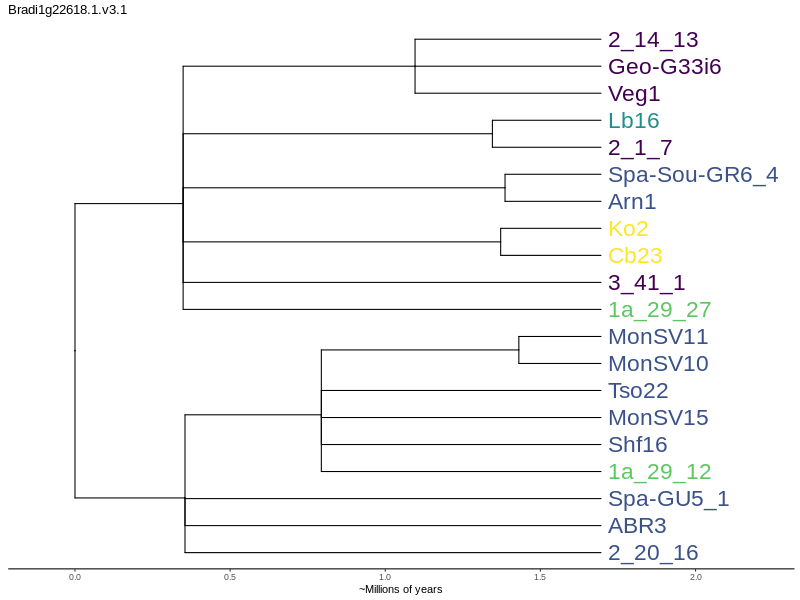 Bradi1g22618.1.v3.1
2_14_13
Geo-G33i6
Veg1
Lb16
2_1_7
Spa-Sou-GR6_4
Arn1
Ko2
Cb23
3_41_1
1a_29_27
MonSV11
MonSV10
Tso22
MonSV15
Shf16
1a_29_12
Spa-GU5_1
ABR3
2_20_16
0.0 0.5 1.0 1.5 2.0
~Millions of years